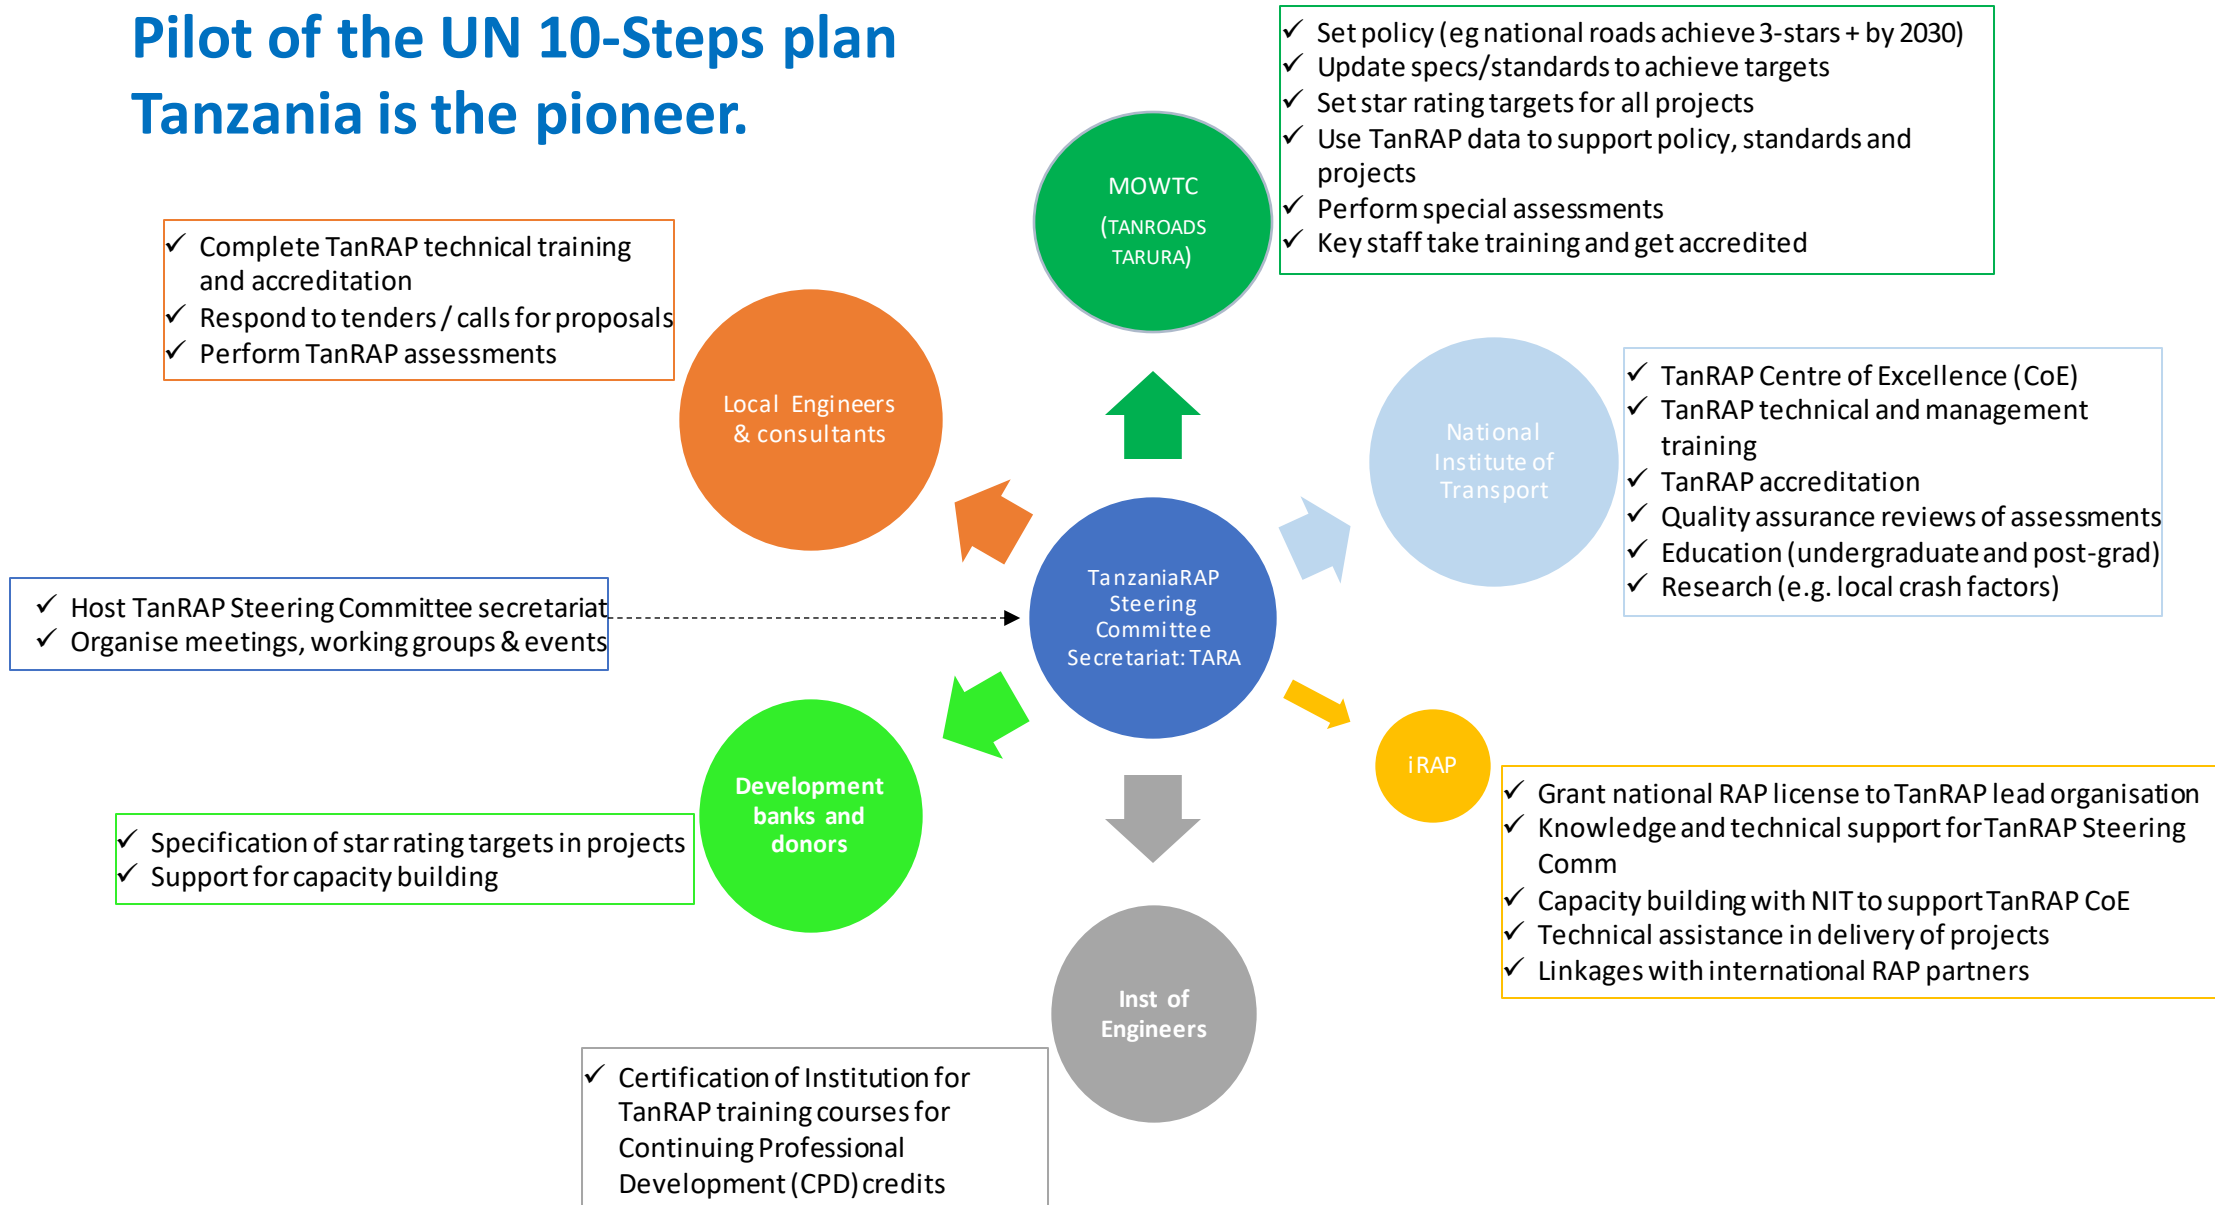 Pilot of the UN 10-Steps plan
Tanzania is the pioneer.
✓ Set policy (eg national roads achieve 3-stars + by 2030)
✓ Update specs/standards to achieve targets
✓ Set star rating targets for all projects
✓ Use TanRAP data to support policy, standards and
projects
✓ Perform special assessments
✓ Key staff take training and get accredited
MOWTC
(TANROADS
TARURA)
✓ Complete TanRAP technical training
and accreditation
✓ Respond to tenders / calls for proposals
✓ Perform TanRAP assessments
Local Engineers
& consultants
National
Institute of
Transport
✓ TanRAP Centre of Excellence (CoE)
✓ TanRAP technical and management
training
✓ TanRAP accreditation
✓ Quality assurance reviews of assessments
✓ Education (undergraduate and post-grad)
✓ Research (e.g. local crash factors)
✓ Host TanRAP Steering Committee secretariat
✓ Organise meetings, working groups & events
TanzaniaRAP
Steering
Committee
Secretariat: TARA
Development
banks and
donors
✓ Specification of star rating targets in projects
✓ Support for capacity building
iRAP
✓ Grant national RAP license to TanRAP lead organisation
✓ Knowledge and technical support for TanRAP Steering
Comm
✓ Capacity building with NIT to support TanRAP CoE
✓ Technical assistance in delivery of projects
✓ Linkages with international RAP partners
Inst of
Engineers
✓ Certification of Institution for
TanRAP training courses for
Continuing Professional
Development (CPD) credits